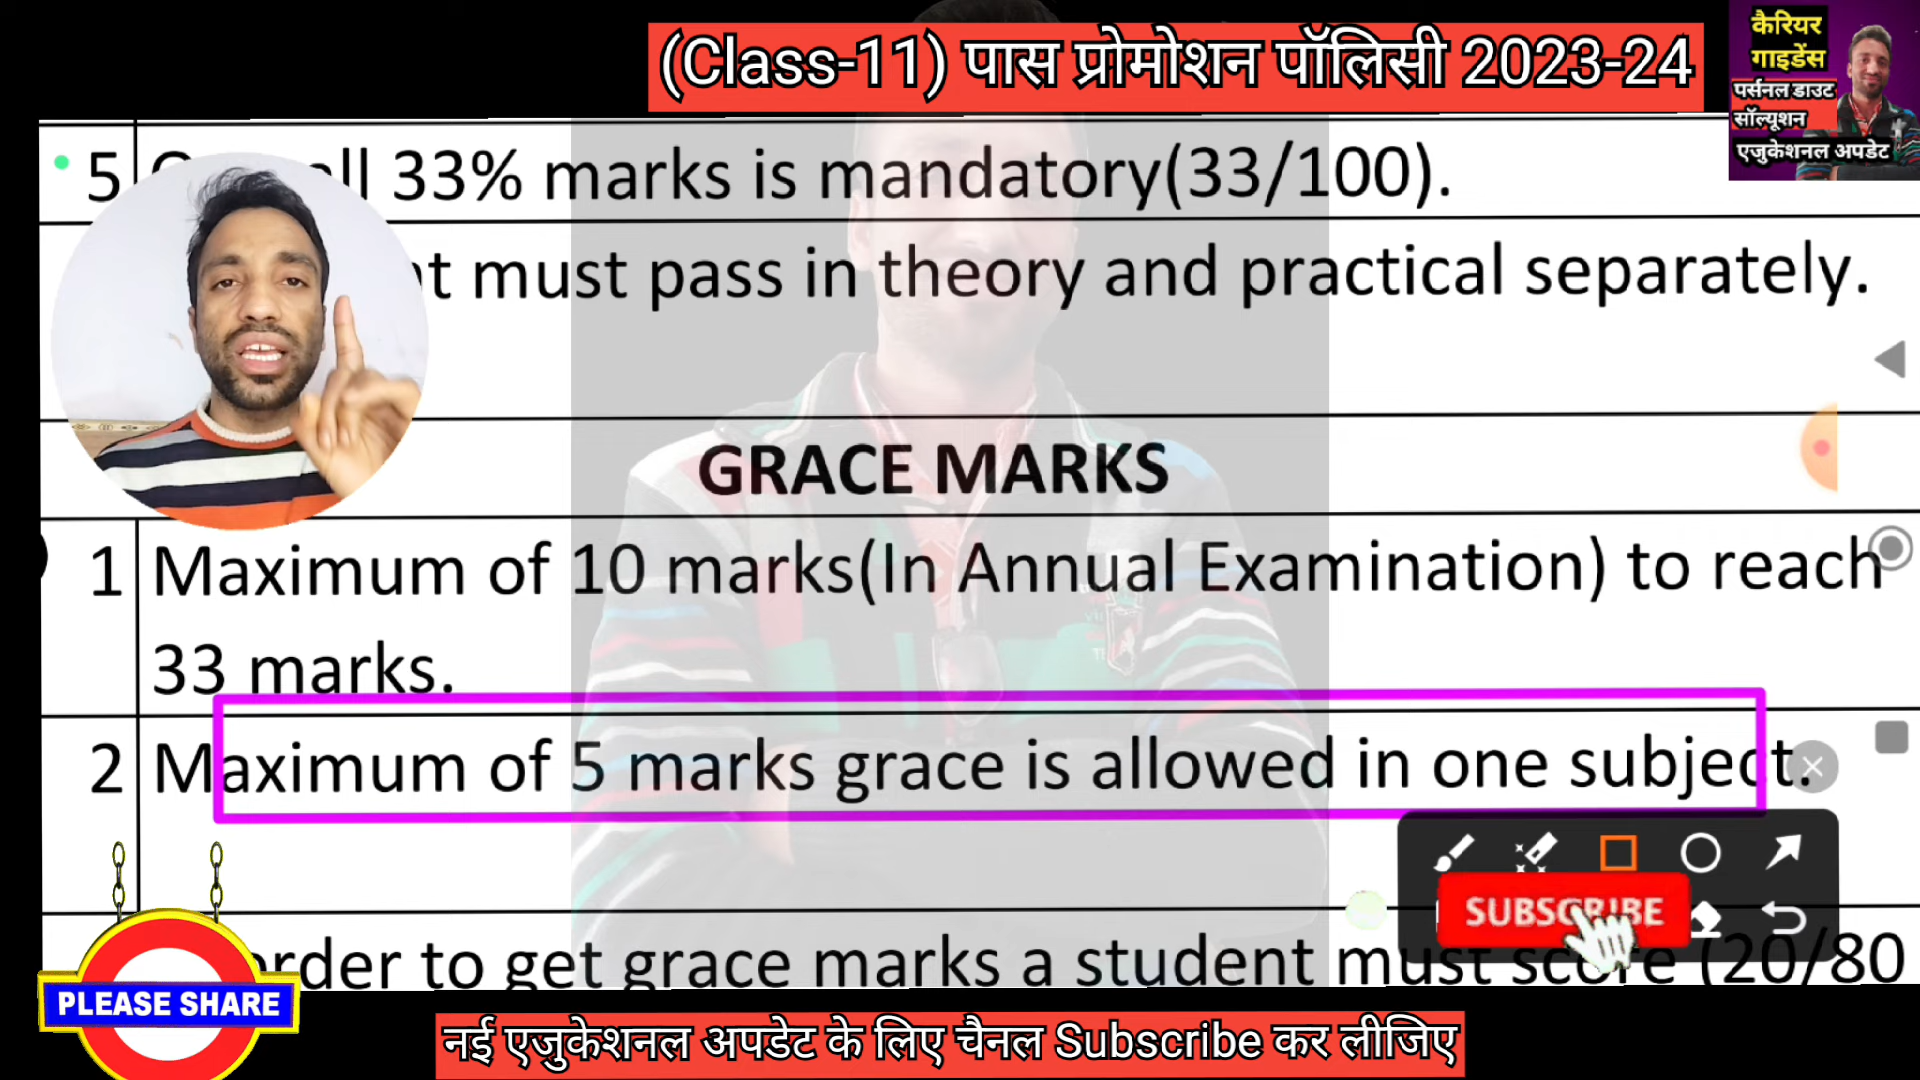 (Class-11) पास प्रोमोशन पॉलिसी 2023-24
कैरियर
गाइडेंस
पर्सनल डाउट
सॉल्यूशन
एजुकेशनल अपडेट
5 all 33% marks is mandatory(33/100).
must pass in theory and practical separately.
GRACE MARKS
1 Maximum of 10 marks(In Annual Examination) to reach
33 marks.
2 Maximum of 5 marks grace is allowed in one subject.
SUBSCRIBE
order to get grace marks a student must score (20/80
PLEASE SHARE
नई एजुकेशनल अपडेट के लिए चैनल Subscribe कर लीजिए